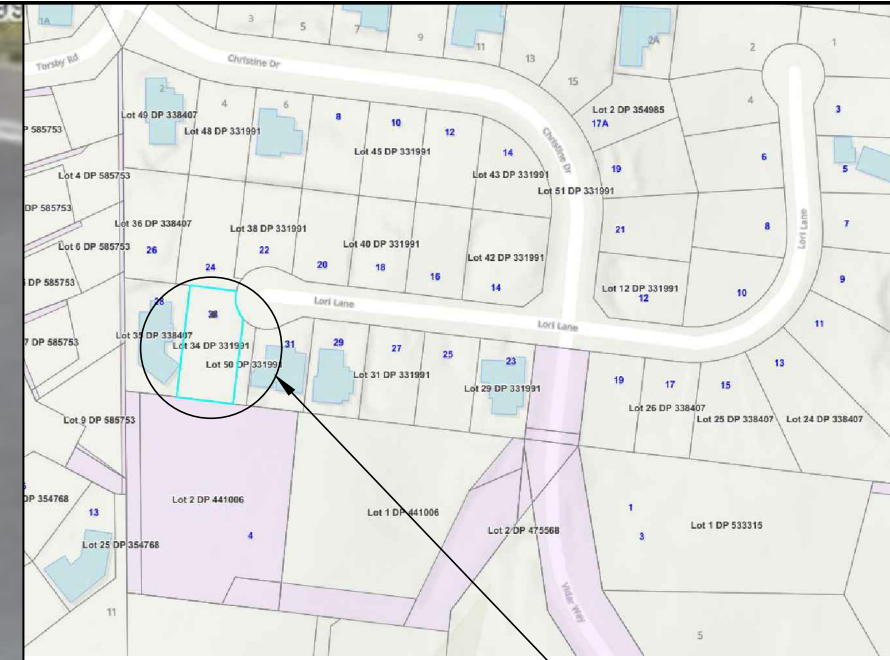 1A
3
5
7
9
11
13
15
2A
2
1
Torsby Rd
Christine Dr
2
4
6
8
10
12
14
Lot 49 DP 338407
Lot 48 DP 331991
Lot 45 DP 331991
Lot 43 DP 331991
Christine Dr
Lot 2 DP 354985
17A
4
3
P 585753
Lot 4 DP 585753
Lot 51 DP 331991
19
6
5
DP 585753
Lot 36 DP 338407
Lot 38 DP 331991
Lot 40 DP 331991
Lot 42 DP 331991
21
8
7
Lori Lane
Lot 6 DP 585753
26
24
22
20
18
16
14
DP 585753
Lot 12 DP 331991
12
10
9
28
Lori Lane
Lori Lane
11
7 DP 585753
Lot 35 DP 338407
Lot 34 DP 331991
Lot 50 DP 331991
31
29
27
25
23
13
Lot 31 DP 331991
Lot 29 DP 331991
19
17
15
Lot 26 DP 338407
Lot 25 DP 338407
Lot 24 DP 338407
Lot 9 DP 585753
DP 354768
13
Lot 2 DP 441006
Lot 1 DP 441006
Lot 2 DP 475568
1
3
Lot 1 DP 533315
4
Lot 25 DP 354768
11
Vidar Way
5